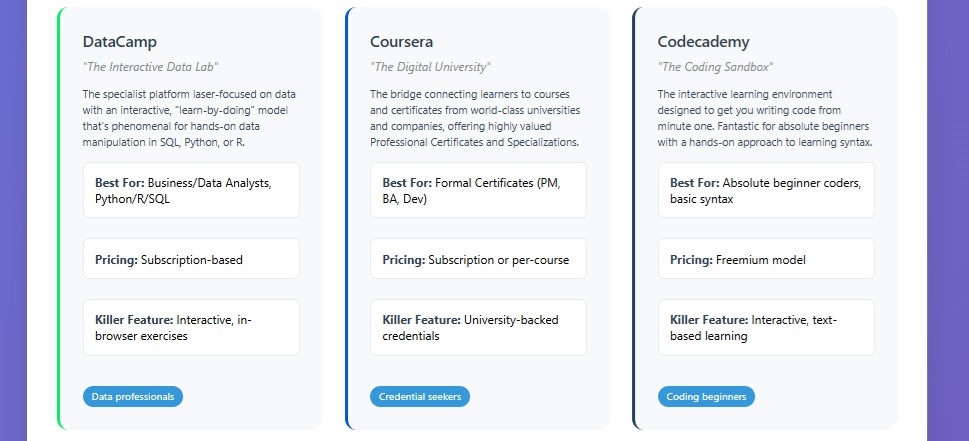 DataCamp
"The Interactive Data Lab"
The specialist platform laser-focused on data
with an interactive, "learn-by-doing" model
that's phenomenal for hands-on data
manipulation in SQL, Python, or R.
Best For: Business/Data Analysts,
Python/R/SQL
Pricing: Subscription-based
Killer Feature: Interactive, in-
browser exercises
Data professionals
Coursera
"The Digital University"
The bridge connecting learners to courses
and certificates from world-class universities
and companies, offering highly valued
Professional Certificates and Specializations.
Best For: Formal Certificates (PM,
BA, Dev)
Pricing: Subscription or per-course
Killer Feature: University-backed
credentials
Credential seekers
Codecademy
"The Coding Sandbox"
The interactive learning environment
designed to get you writing code from
minute one. Fantastic for absolute beginners
with a hands-on approach to learning syntax.
Best For: Absolute beginner coders,
basic syntax
Pricing: Freemium model
Killer Feature: Interactive, text-
based learning
Coding beginners